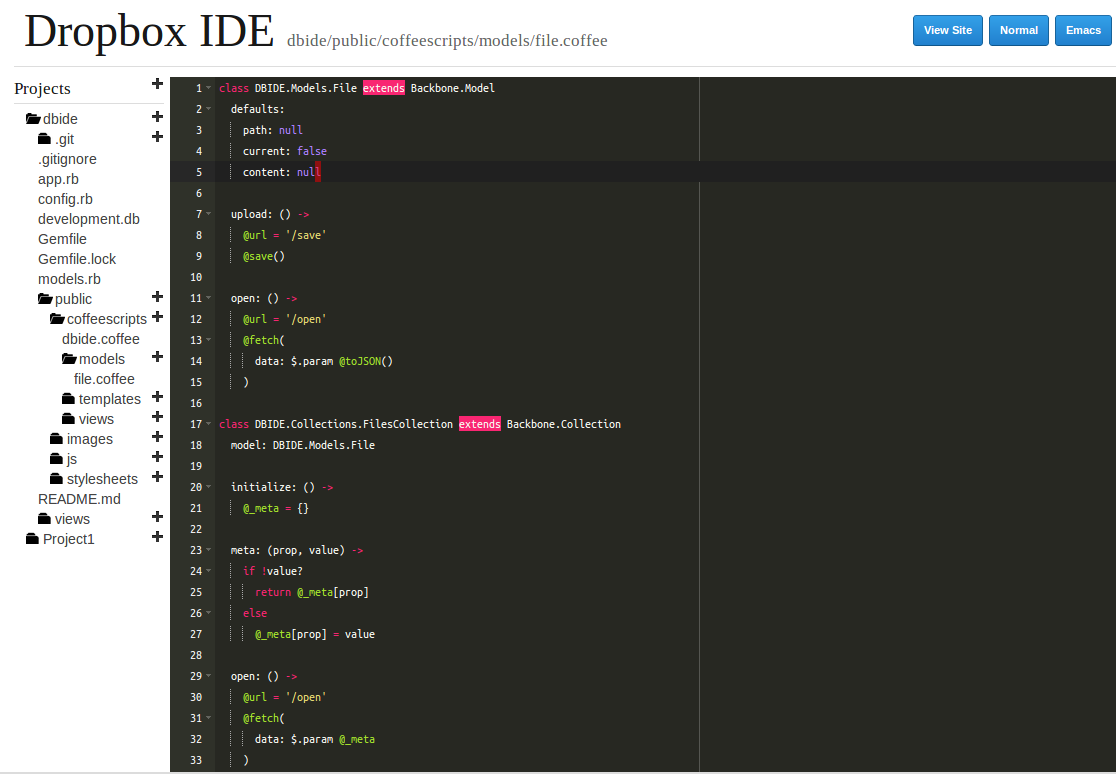 Dropbox IDE dbide/public/coffeescripts/models/file.coffee
View Site Normal Emacs
Projects
dbide
.git
.gitignore
app.rb
config.rb
development.db
Gemfile
Gemfile.lock
models.rb
public
coffeescripts
dbide.coffee
models
file.coffee
templates
views
images
js
stylesheets
README.md
views
Project1
1 class DBIDE.Models.File extends Backbone.Model
2 defaults:
3 path: null
4 current: false
5 content: null
6
7 upload: () ->
8 @url = '/save'
9 @save()
10
11 open: () ->
12 @url = '/open'
13 @fetch(
14 data: $.param @toJSON()
15 )
16
17 class DBIDE.Collections.FilesCollection extends Backbone.Collection
18 model: DBIDE.Models.File
19
20 initialize: () ->
21 @_meta = {}
22
23 meta: (prop, value) ->
24 if !value?
25 return @_meta[prop]
26 else
27 @_meta[prop] = value
28
29 open: () ->
30 @url = '/open'
31 @fetch(
32 data: $.param @_meta
33 )